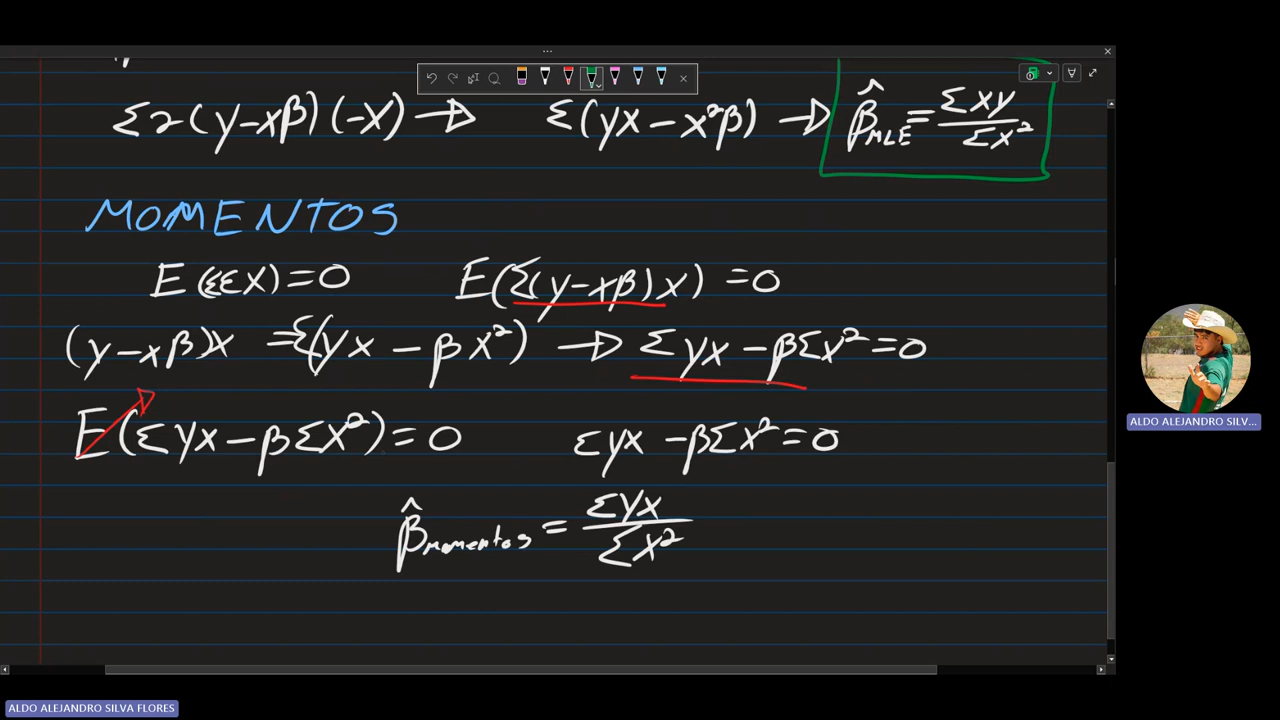 Σ2(y-xβ)(-x) → Σ(yx - x²β) → β̂MLE = Σxy / Σx²
MOMENTOS
E(ΣεX)=0 E(Σ(y-xβ)x) =0
(y-xβ)x = Σ(yx - βx²) → Σyx - βΣx²=0
E(Σyx - βΣx²) = 0 Σyx - βΣx²=0
β̂momentos = Σyx / Σx²
ALDO ALEJANDRO SILV...
ALDO ALEJANDRO SILVA FLORES